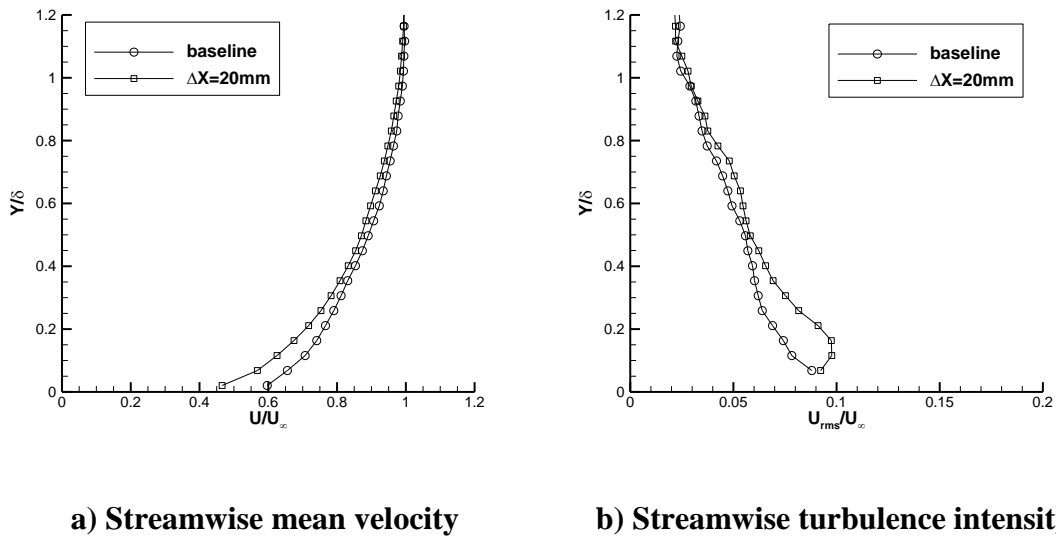 1.2
1
0.8
0.6
0.4
0.2
0
Y/δ
baseline
ΔX=20mm
0 0.2 0.4 0.6 0.8 1 1.2
U/U∞
1.2
1
0.8
0.6
0.4
0.2
0
Y/δ
baseline
ΔX=20mm
0 0.05 0.1 0.15 0.2
Urms/U∞
a) Streamwise mean velocity
b) Streamwise turbulence intensit